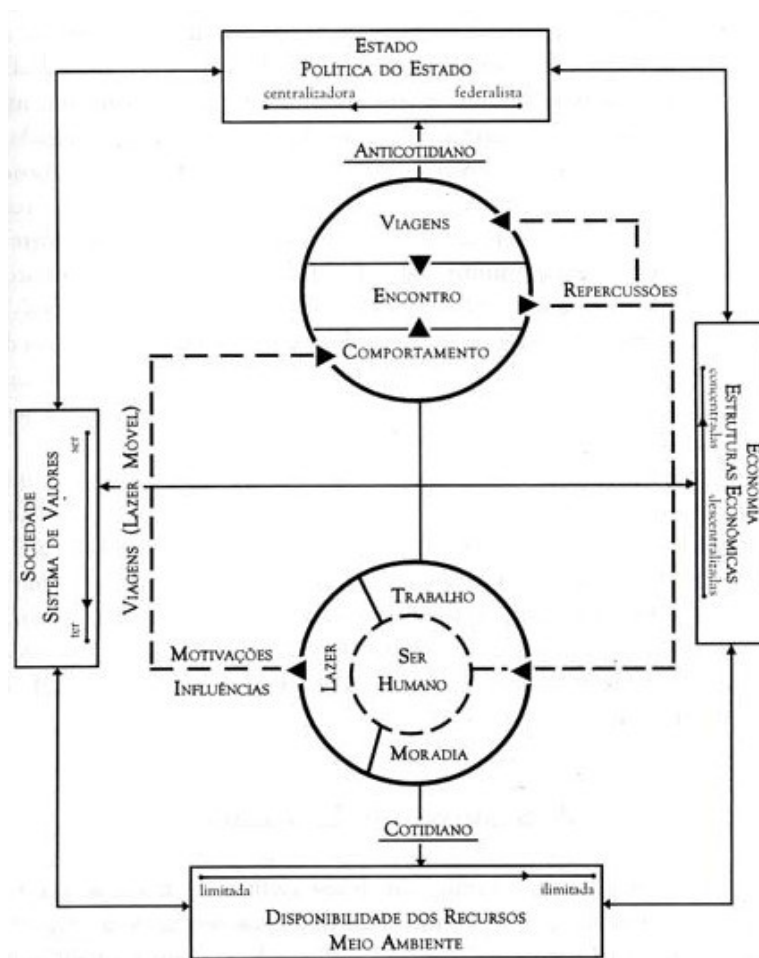 ESTADO
POLÍTICA DO ESTADO
centralizadora federalista
ANTICOTIDIANO
VIAGENS
ENCONTRO
REPERCUSSÕES
COMPORTAMENTO
SOCIEDADE
SISTEMA DE VALORES
ser
ter
VIAGENS (LAZER MÓVEL)
ECONOMIA
ESTRUTURAS ECONÔMICAS
concentradas descentralizadas
TRABALHO
LAZER
SER
HUMANO
MORADIA
MOTIVAÇÕES
INFLUÊNCIAS
COTIDIANO
limitada ilimitada
DISPONIBILIDADE DOS RECURSOS
MEIO AMBIENTE